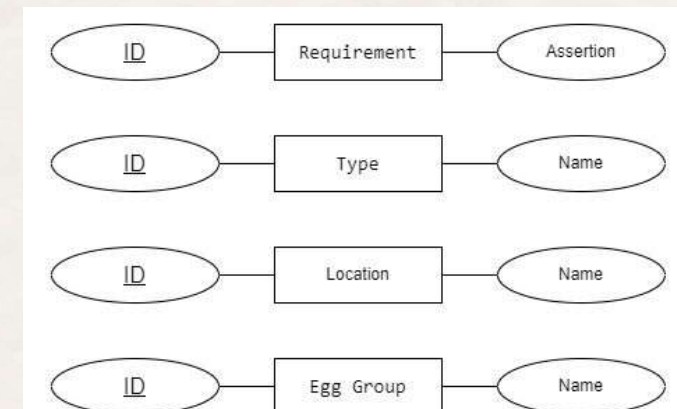 ID Requirement Assertion
ID Type Name
ID Location Name
ID Egg Group Name